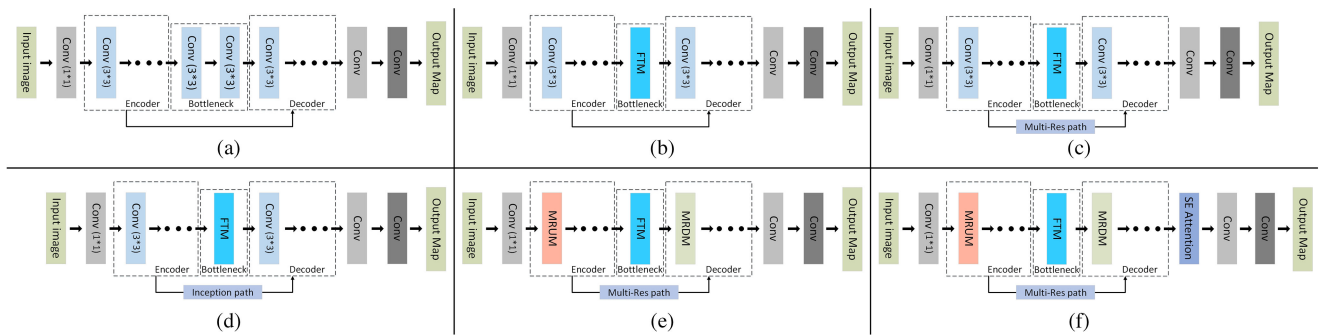 Input image
Conv (1*1)
Conv (3*3)
Encoder
Conv (3*3)
Conv (3*3)
Bottleneck
Conv (3*3)
Decoder
Conv
Conv
Output Map
(a)
Input image
Conv (1*1)
Conv (3*3)
Encoder
FTM
Bottleneck
Conv (3*3)
Decoder
Conv
Conv
Output Map
(b)
Input image
Conv (1*1)
Conv (3*3)
Encoder
FTM
Bottleneck
Conv (3*3)
Decoder
Conv
Conv
Output Map
Multi-Res path
(c)
Input image
Conv (1*1)
Conv (3*3)
Encoder
FTM
Bottleneck
Conv (3*3)
Decoder
Conv
Conv
Output Map
Inception path
(d)
Input image
Conv (1*1)
MRUM
Encoder
FTM
Bottleneck
MRDM
Decoder
Conv
Conv
Output Map
Multi-Res path
(e)
Input image
Conv (1*1)
MRUM
Encoder
FTM
Bottleneck
MRDM
Decoder
SE Attention
Conv
Conv
Output Map
Multi-Res path
(f)